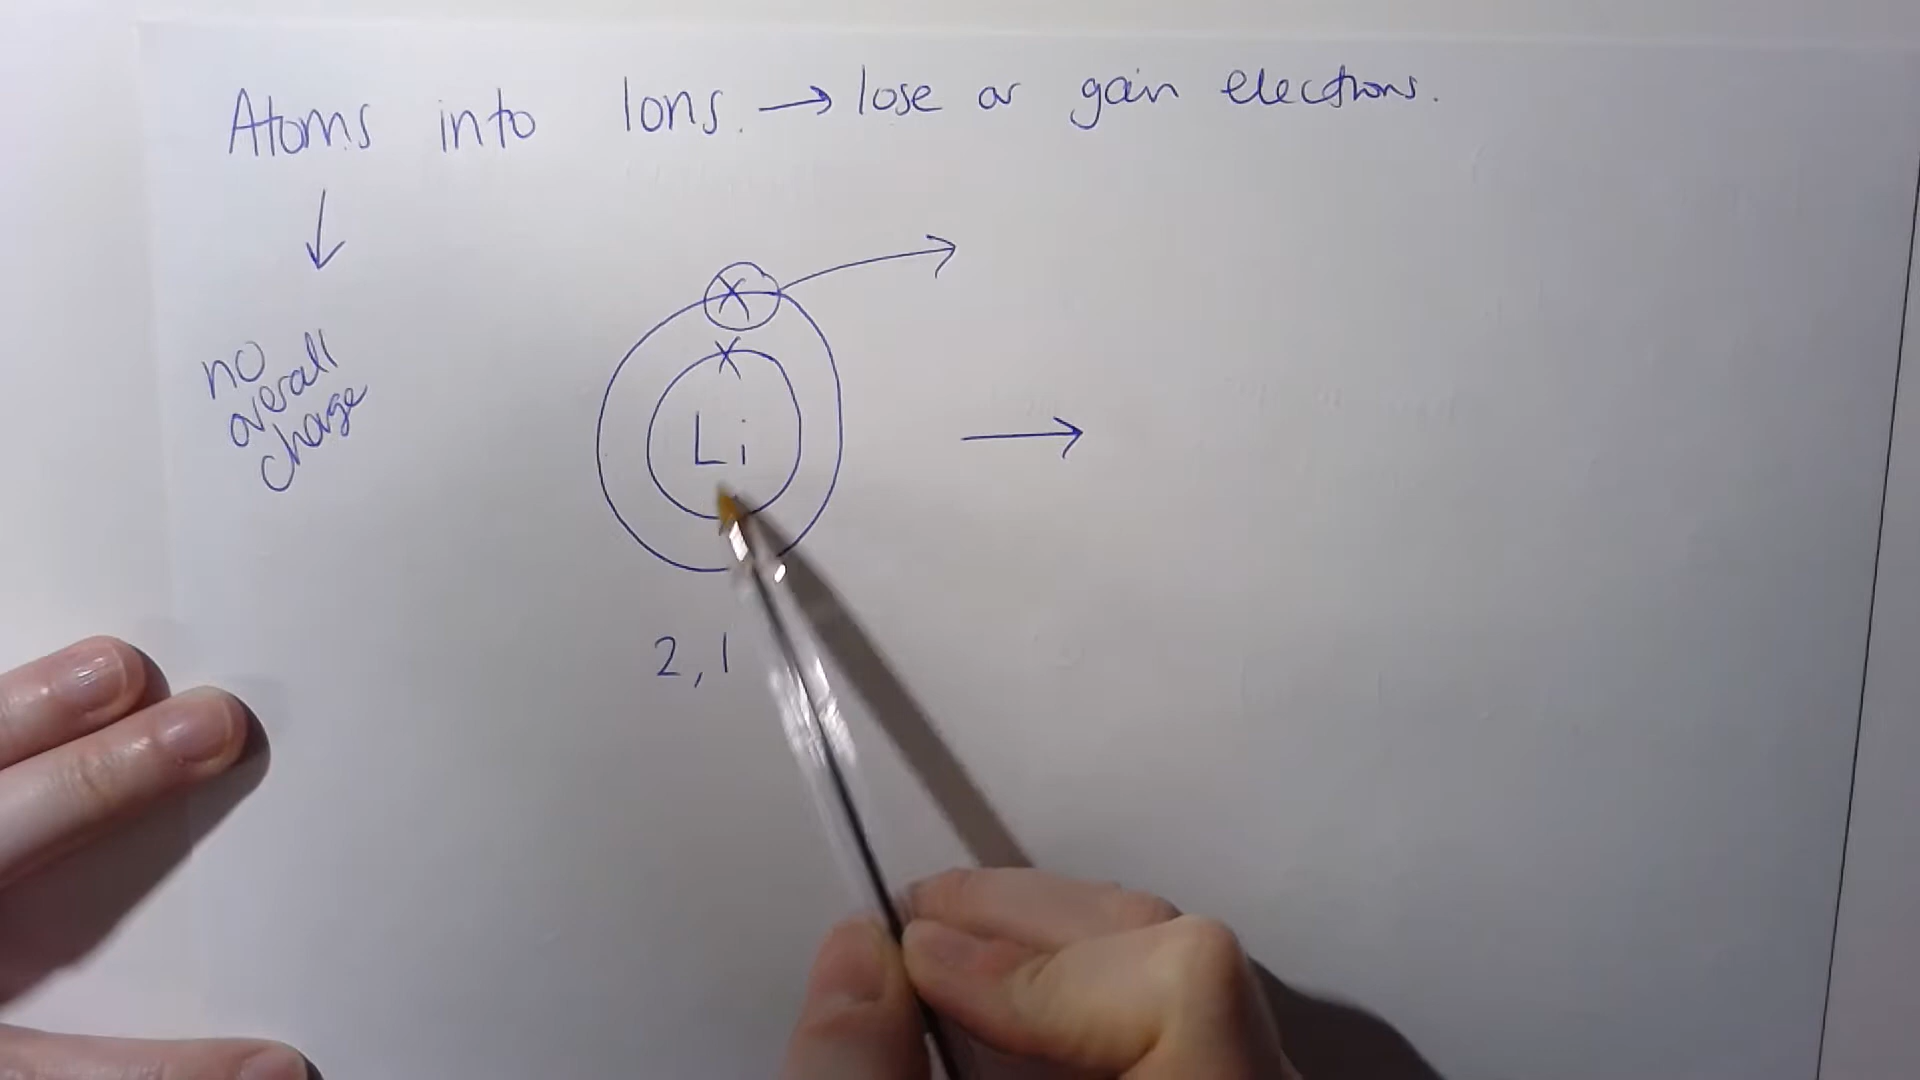 Atoms into Ions. → lose or gain electrons.
no
overall
charge
Li
2, 1